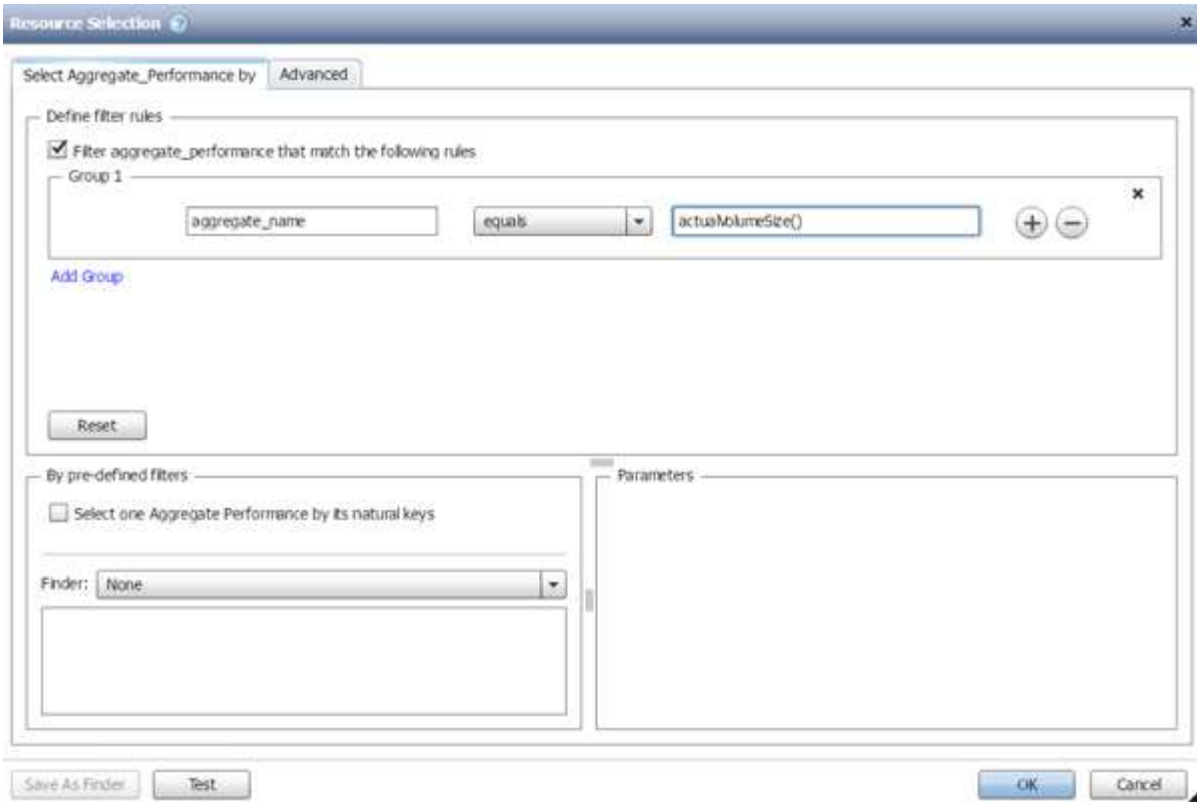 Resource Selection
Select Aggregate_Performance by
Advanced
Define filter rules
Filter aggregate_performance that match the following rules
Group 1
aggregate_name
equals
actualVolumeSize()
Add Group
Reset
By pre-defined filters
Select one Aggregate Performance by its natural keys
Finder:
None
Parameters
Save As Finder
Test
OK
Cancel